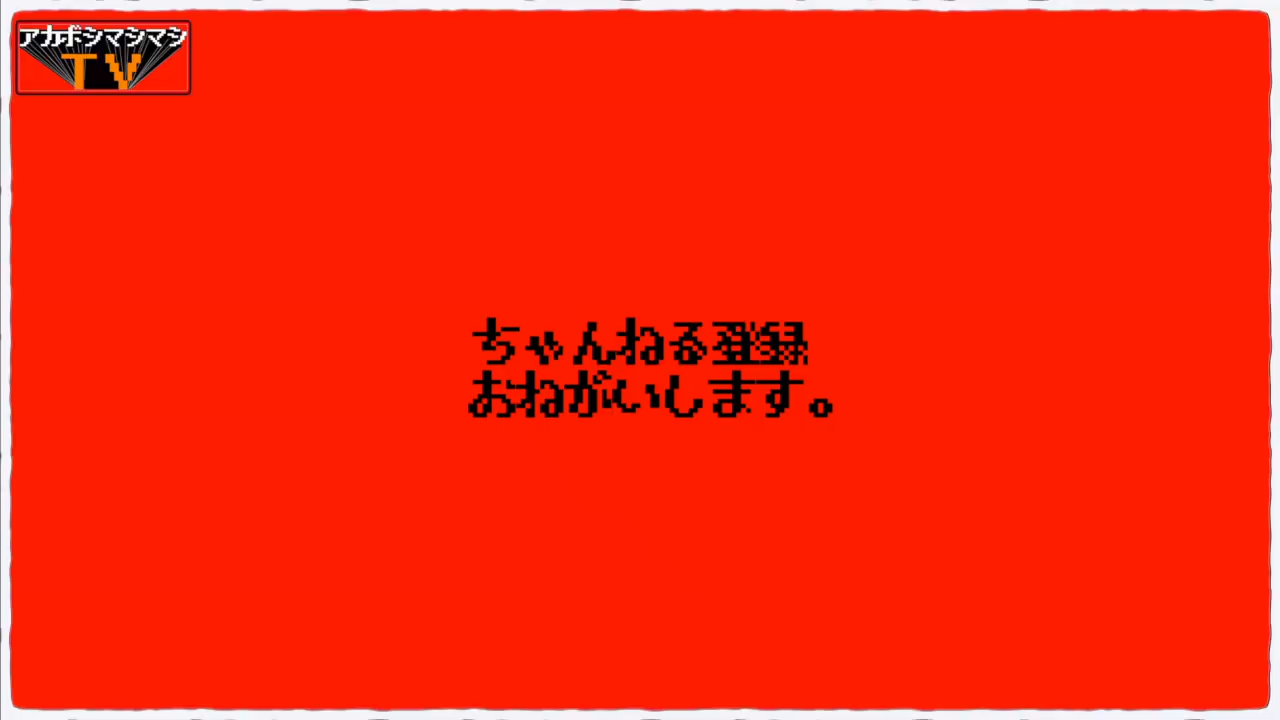 アカボシマシマシ
TV
ちゃんねる登録
おねがいします。